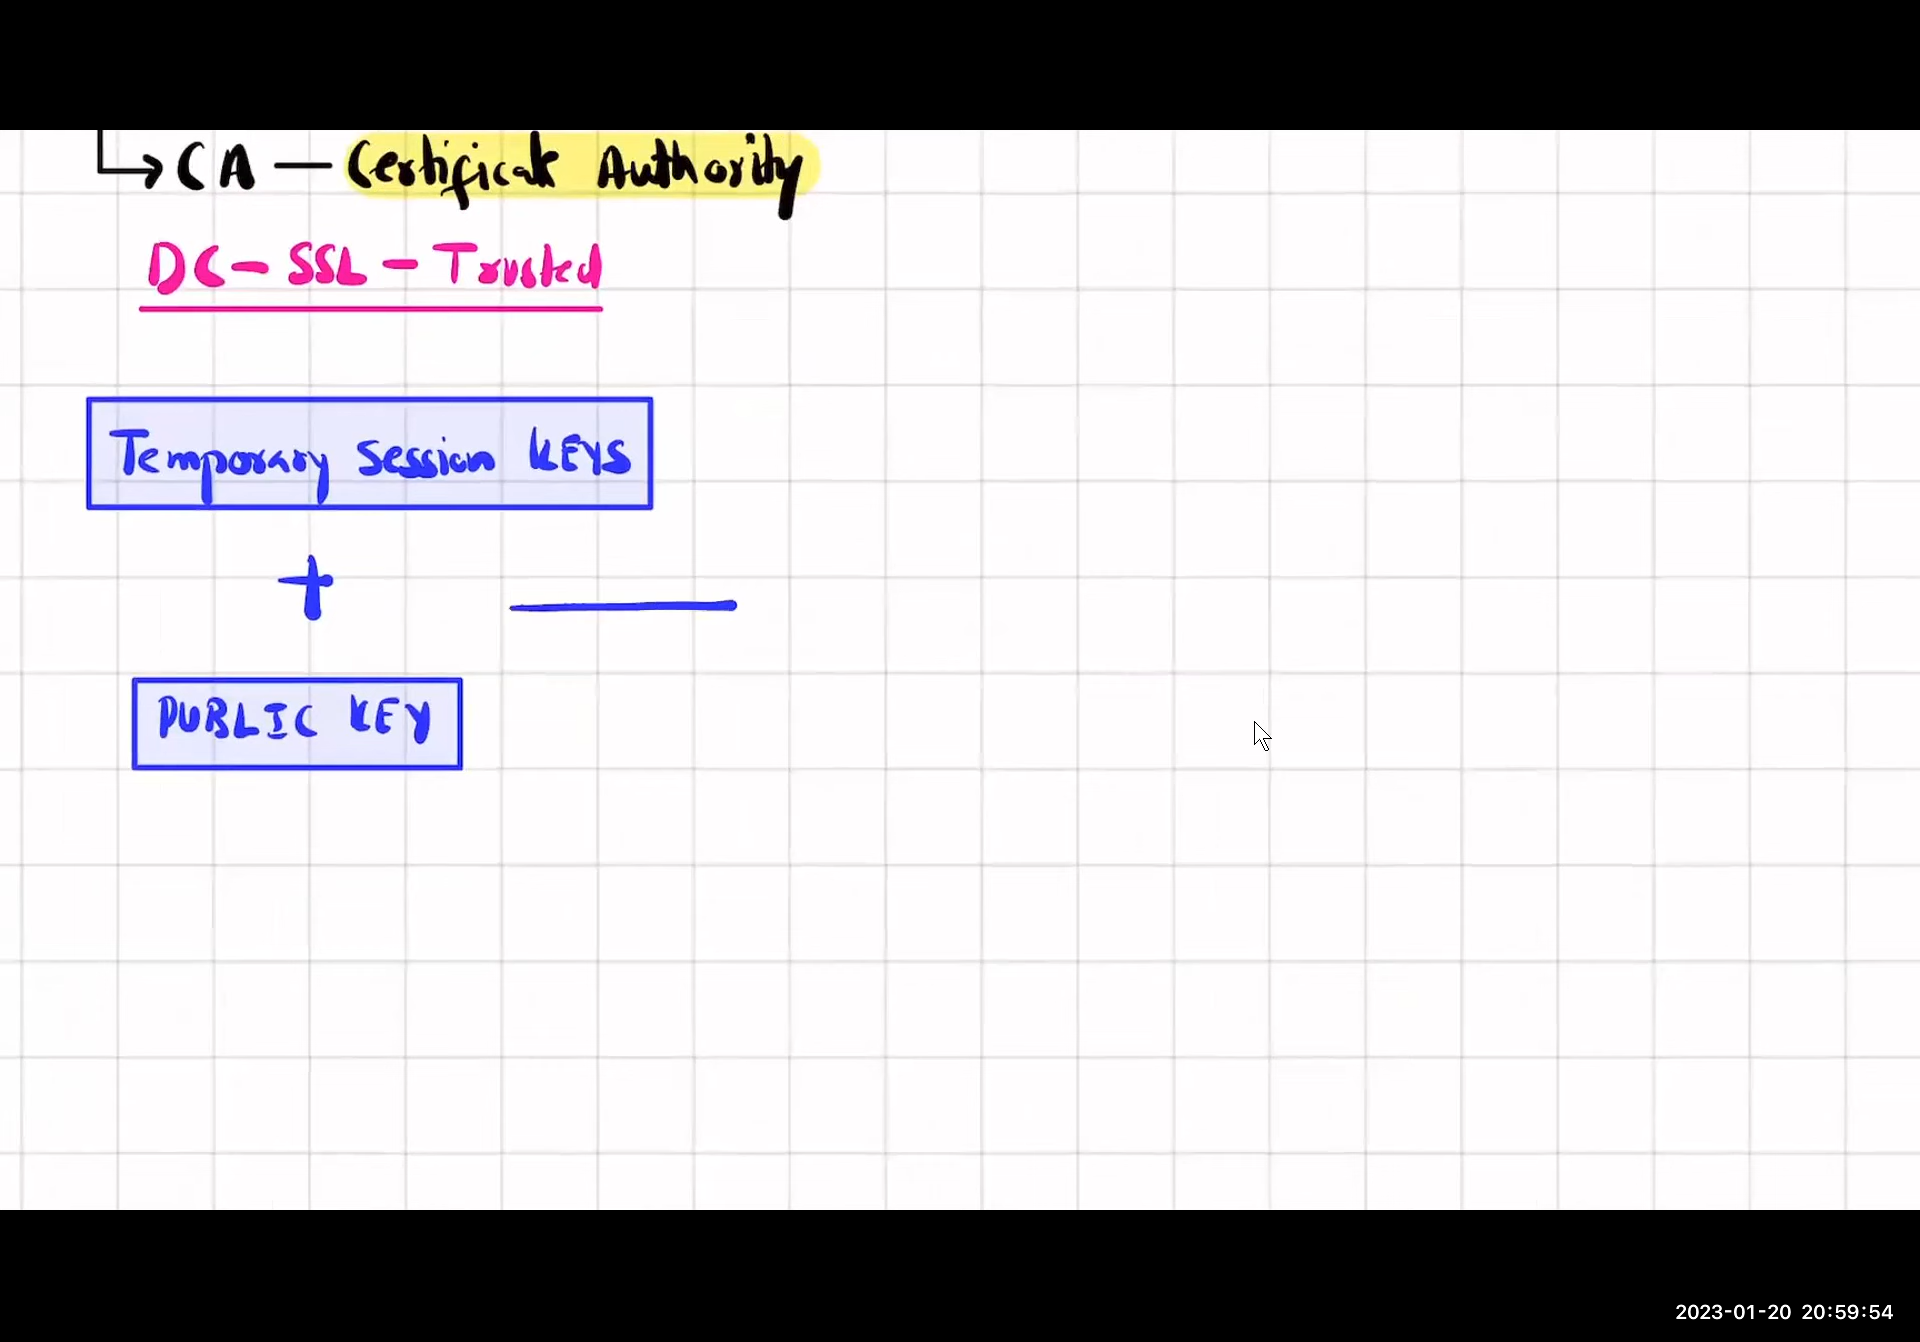 ↳ CA — Certificate Authority
DC - SSL - Trusted
Temporary Session KEYS
+
PUBLIC KEY
2023-01-20 20:59:54